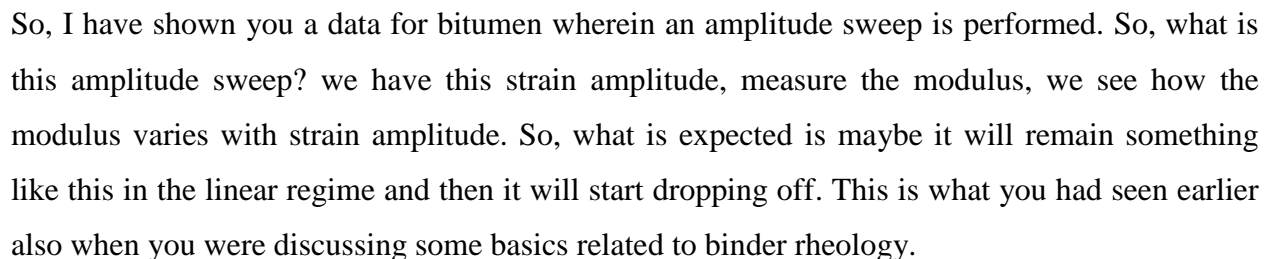 So, I have shown you a data for bitumen wherein an amplitude sweep is performed. So, what is
this amplitude sweep? we have this strain amplitude, measure the modulus, we see how the
modulus varies with strain amplitude. So, what is expected is maybe it will remain something
like this in the linear regime and then it will start dropping off. This is what you had seen earlier
also when you were discussing some basics related to binder rheology.